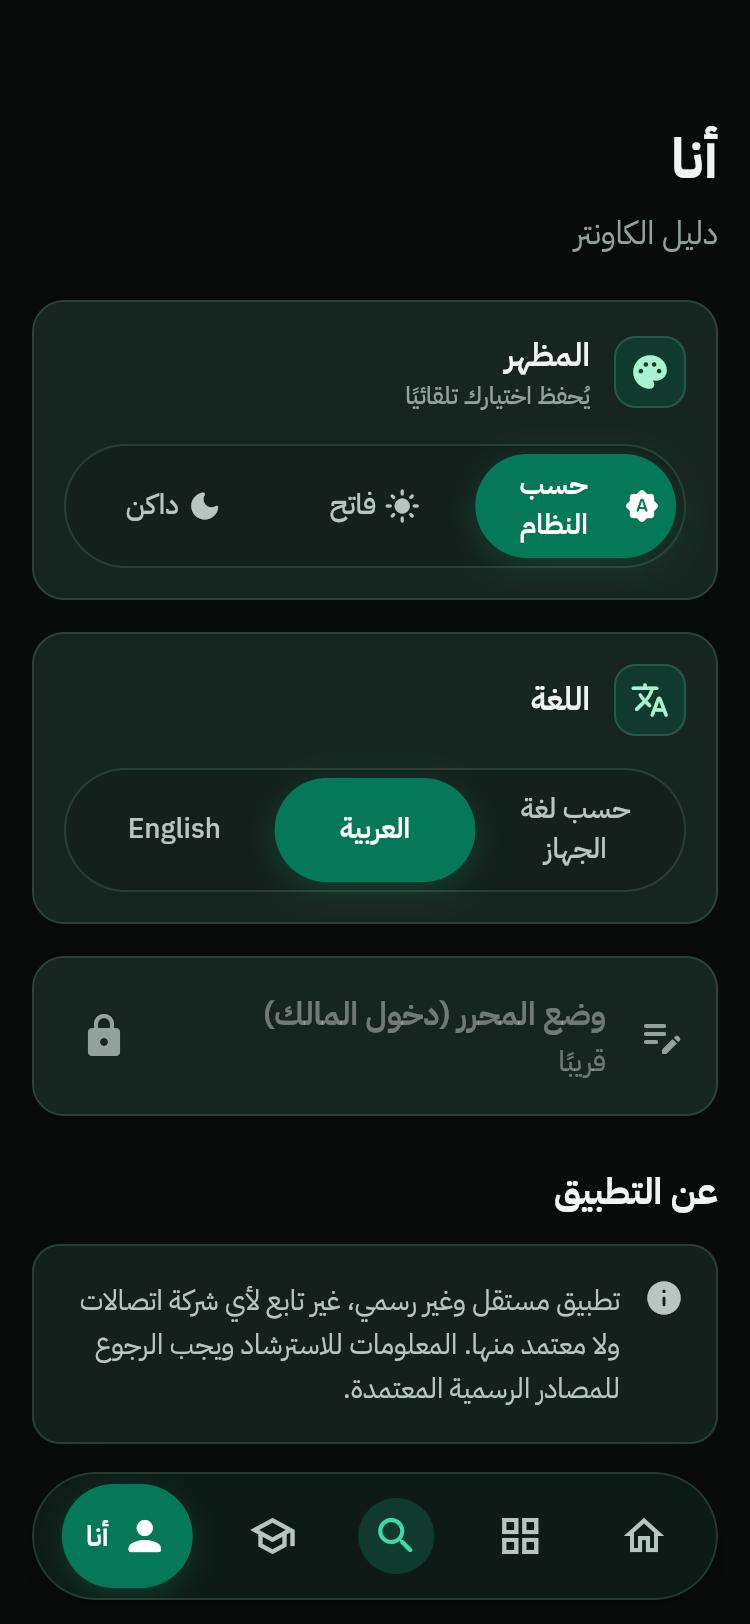 أنا
دليل الكاونتر
المظهر
يُحفظ اختيارك تلقائيًا
حسب
النظام
فاتح
داكن
اللغة
حسب لغة
الجهاز
العربية
English
وضع المحرر (دخول المالك)
قريبًا
عن التطبيق
تطبيق مستقل وغير رسمي، غير تابع لأي شركة اتصالات
ولا معتمد منها. المعلومات للاسترشاد ويجب الرجوع
للمصادر الرسمية المعتمدة.
أنا